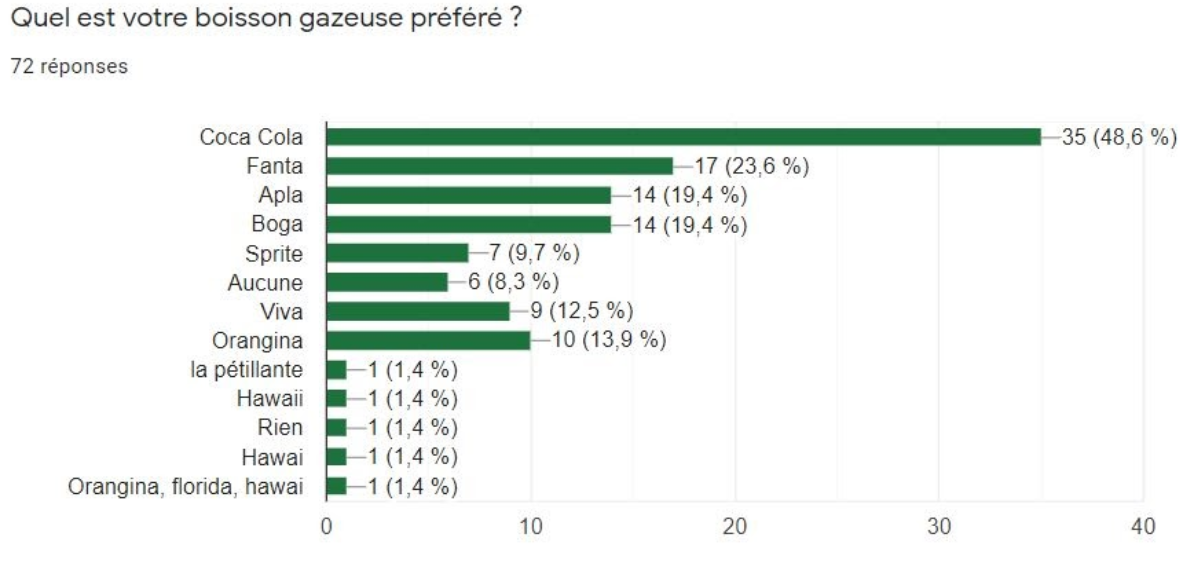 Quel est votre boisson gazeuse préféré ?
72 réponses
Coca Cola 35 (48,6 %)
Fanta 17 (23,6 %)
Apla 14 (19,4 %)
Boga 14 (19,4 %)
Sprite 7 (9,7 %)
Aucune 6 (8,3 %)
Viva 9 (12,5 %)
Orangina 10 (13,9 %)
la pétillante 1 (1,4 %)
Hawaii 1 (1,4 %)
Rien 1 (1,4 %)
Hawai 1 (1,4 %)
Orangina, florida, hawai 1 (1,4 %)
0 10 20 30 40